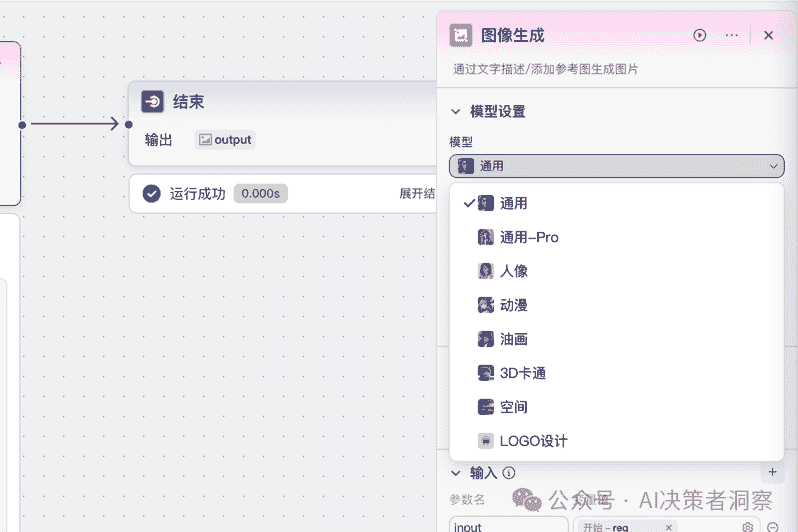 图像生成
通过文字描述/添加参考图生成图片
模型设置
模型
通用
通用
通用-Pro
人像
动漫
油画
3D卡通
空间
LOGO设计
输入
参数名
input
开始 - req
结束
输出 output
运行成功 0.000s
展开结
公众号 · AI决策者洞察